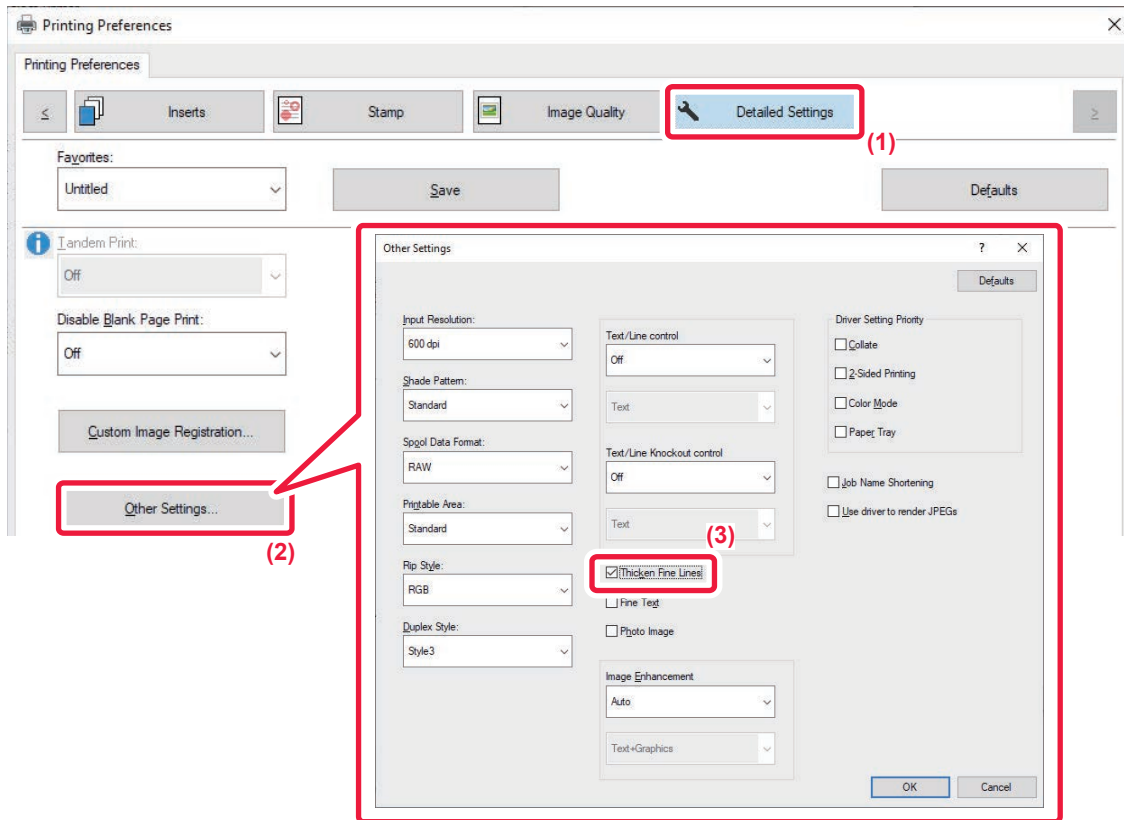 Printing Preferences
Printing Preferences
<
Inserts
Stamp
Image Quality
Detailed Settings
>
(1)
Favorites:
Untitled
Save
Defaults
Tandem Print:
Off
Disable Blank Page Print:
Off
Custom Image Registration...
Other Settings...
(2)
Other Settings
?
Defaults
Input Resolution:
600 dpi
Shade Pattern:
Standard
Spool Data Format:
RAW
Printable Area:
Standard
Rip Style:
RGB
Duplex Style:
Style3
Text/Line control
Off
Text
Text/Line Knockout control
Off
Text
(3)
Thicken Fine Lines
Fine Text
Photo Image
Image Enhancement
Auto
Text+Graphics
Driver Setting Priority
Collate
2-Sided Printing
Color Mode
Paper Tray
Job Name Shortening
Use driver to render JPEGs
OK
Cancel